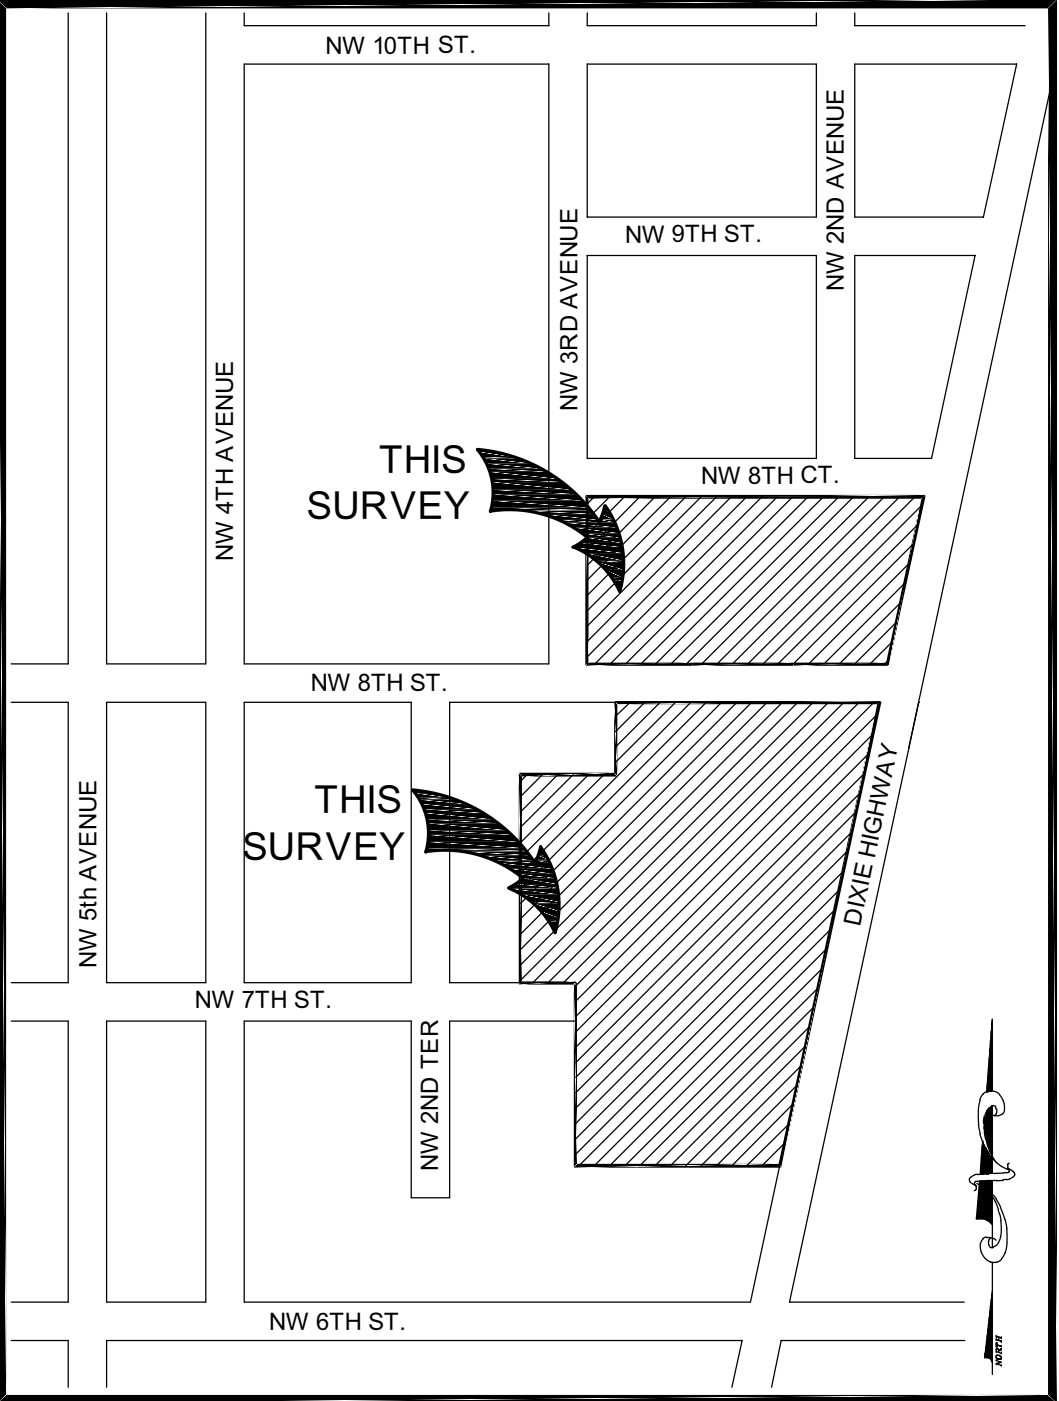 NW 10TH ST.
NW 2ND AVENUE
NW 9TH ST.
NW 3RD AVENUE
NW 4TH AVENUE
THIS
SURVEY
NW 8TH CT.
NW 8TH ST.
DIXIE HIGHWAY
THIS
SURVEY
NW 5th AVENUE
NW 7TH ST.
NW 2ND TER
NW 6TH ST.
NORTH